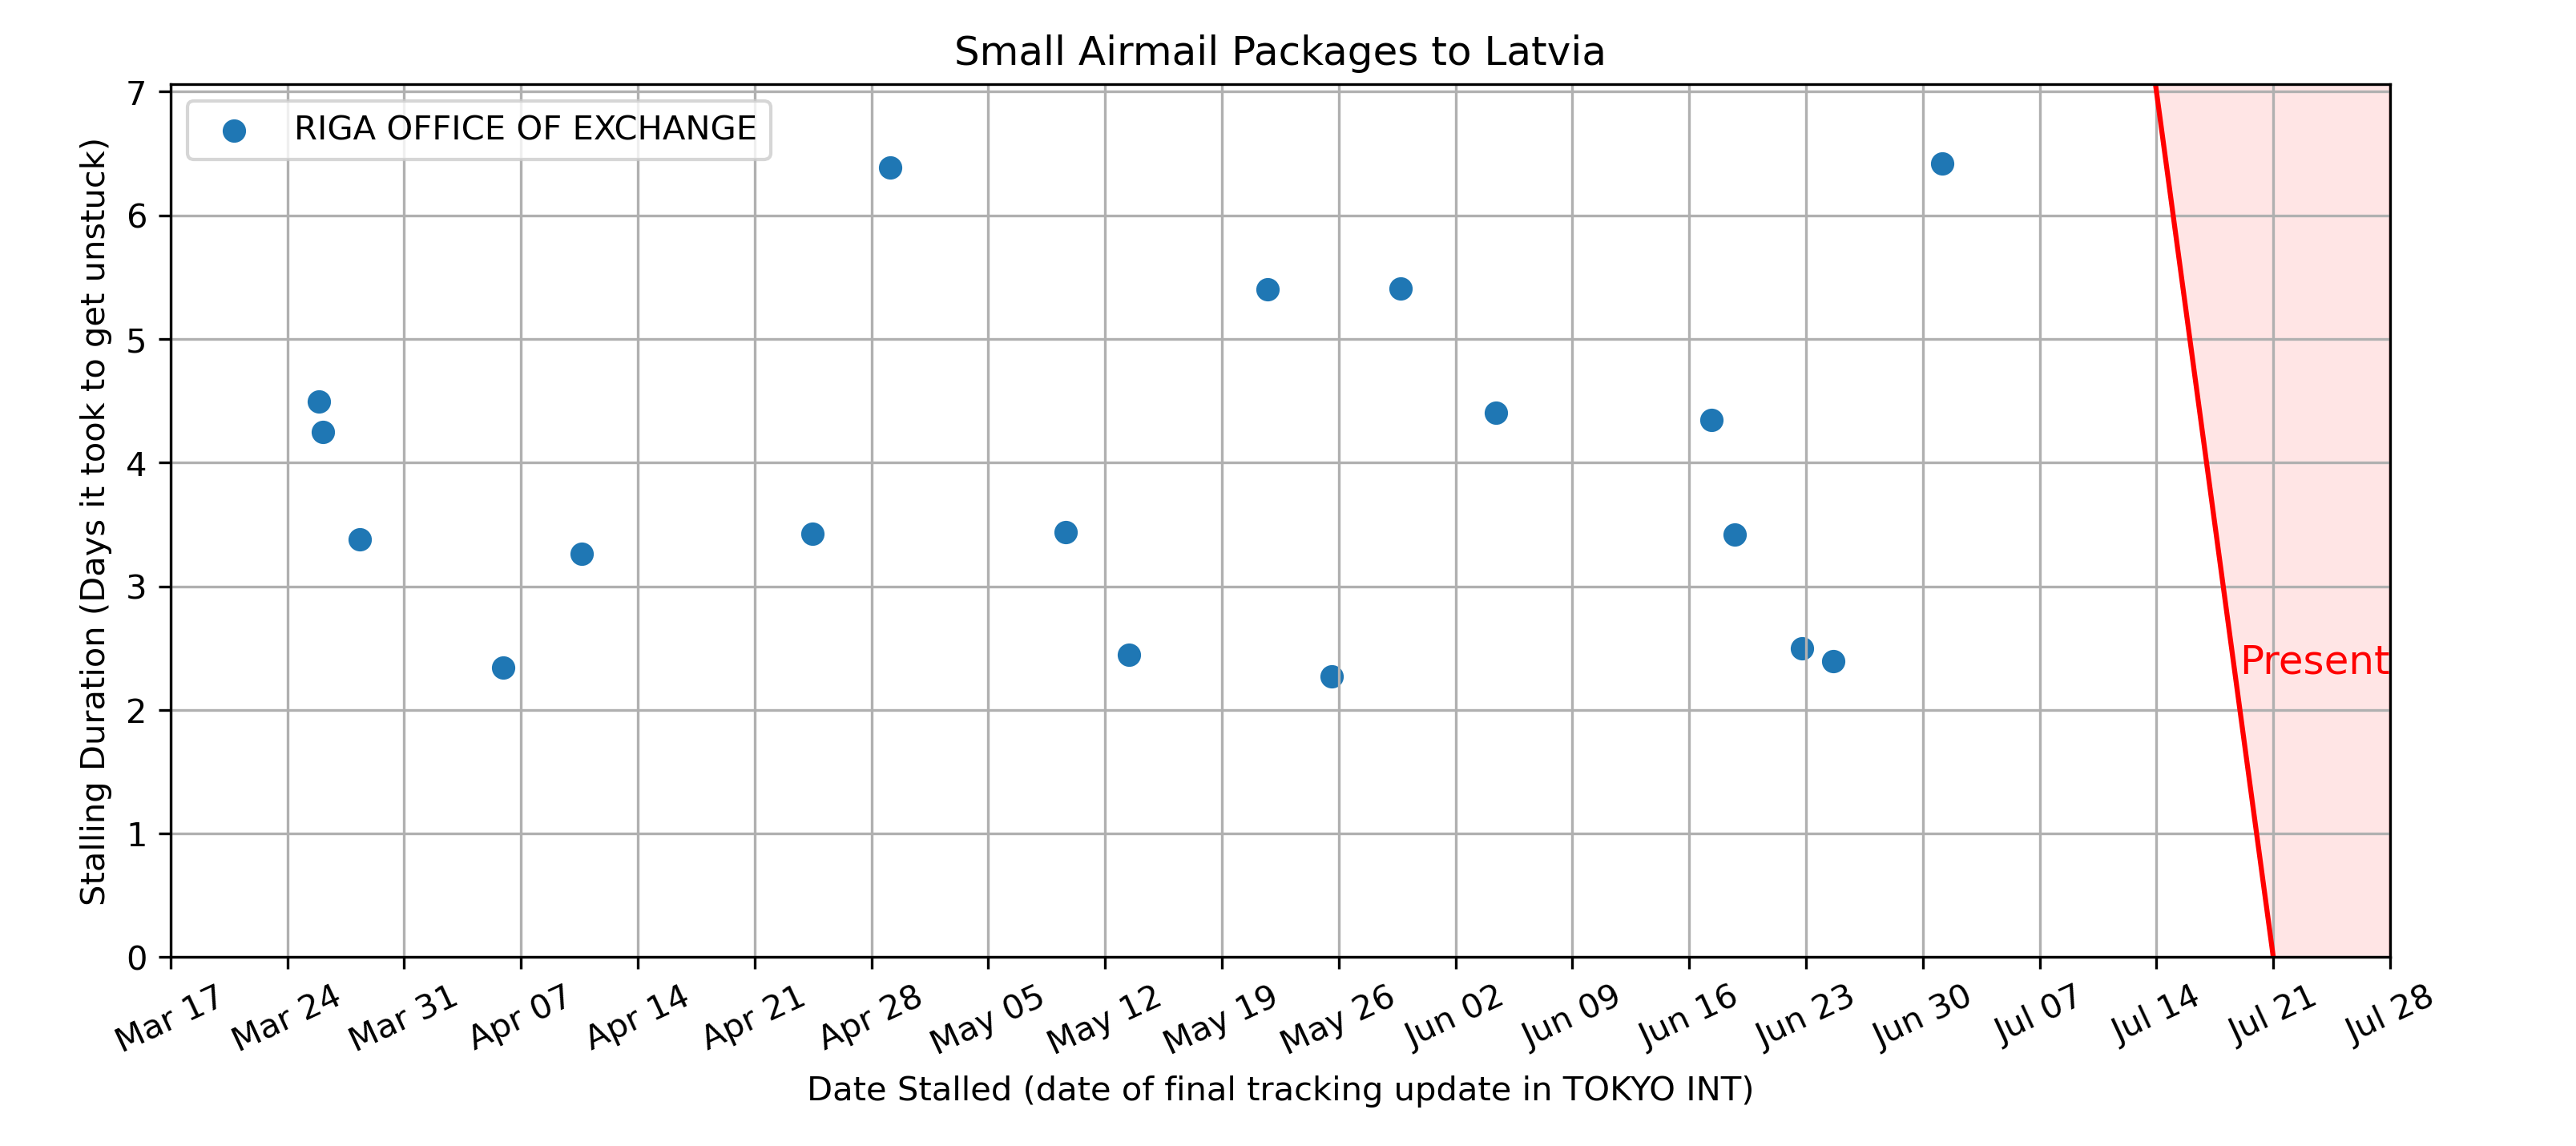 Small Airmail Packages to Latvia
RIGA OFFICE OF EXCHANGE
Stalling Duration (Days it took to get unstuck)
7
6
5
4
3
2
1
0
Present
Mar 17
Mar 24
Mar 31
Apr 07
Apr 14
Apr 21
Apr 28
May 05
May 12
May 19
May 26
Jun 02
Jun 09
Jun 16
Jun 23
Jun 30
Jul 07
Jul 14
Jul 21
Jul 28
Date Stalled (date of final tracking update in TOKYO INT)